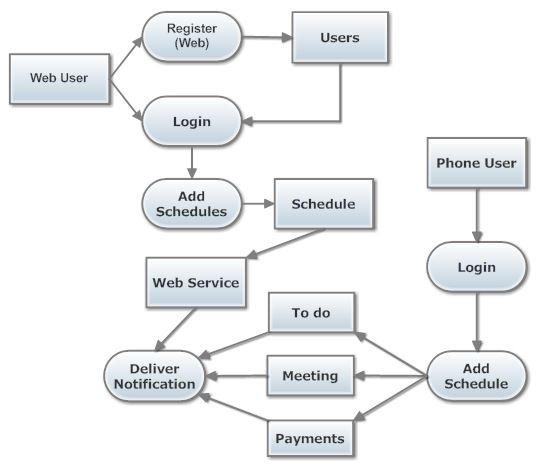 Register
(Web)
Users
Web User
Login
Phone User
Add
Schedules
Schedule
Login
Web Service
To do
Deliver
Notification
Meeting
Add
Schedule
Payments